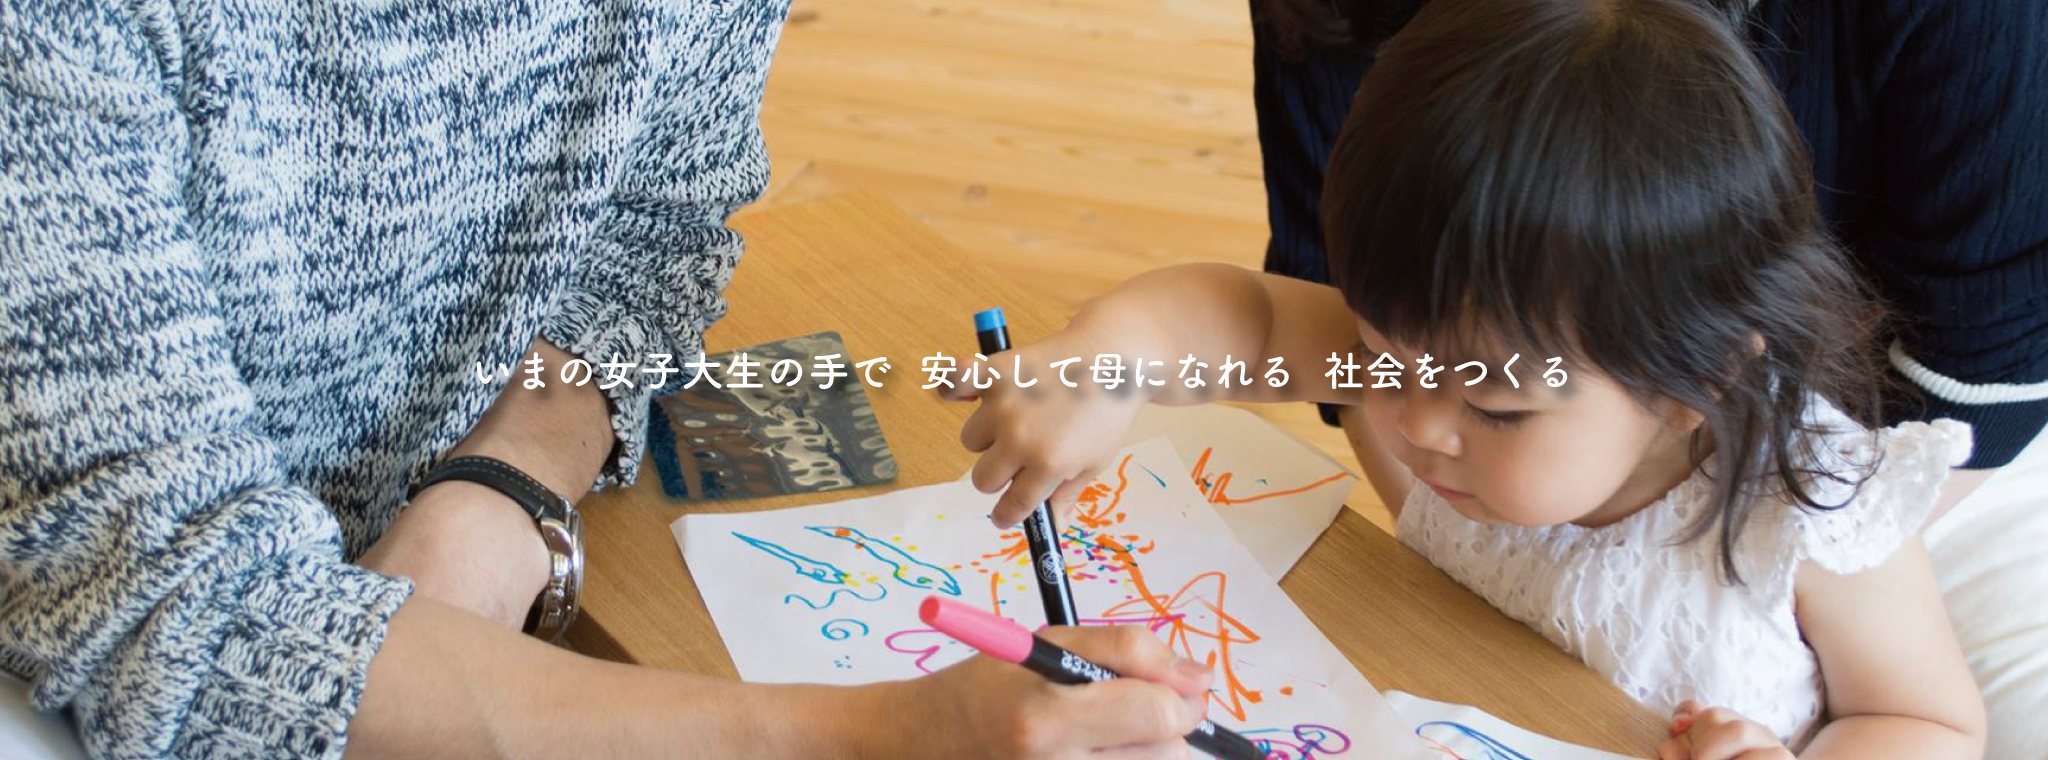 いまの女子大生の手で 安心して母になれる 社会をつくる